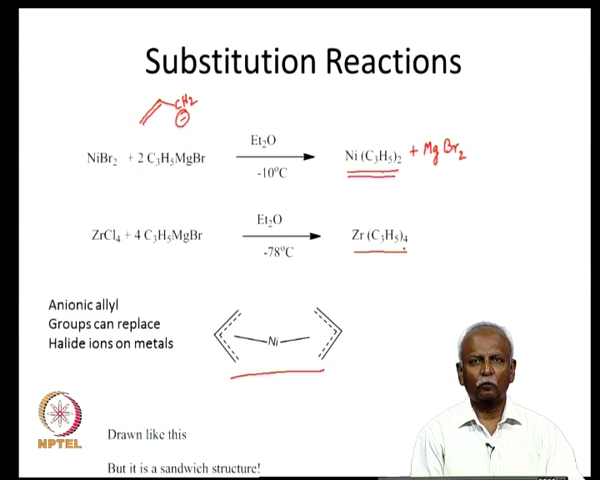 Substitution Reactions
CH2
NiBr2 + 2 C3H5MgBr Et2O -10°C Ni (C3H5)2 + MgBr2
ZrCl4 + 4 C3H5MgBr Et2O -78°C Zr (C3H5)4
Anionic allyl
Groups can replace
Halide ions on metals
Ni
NPTEL
Drawn like this
But it is a sandwich structure!